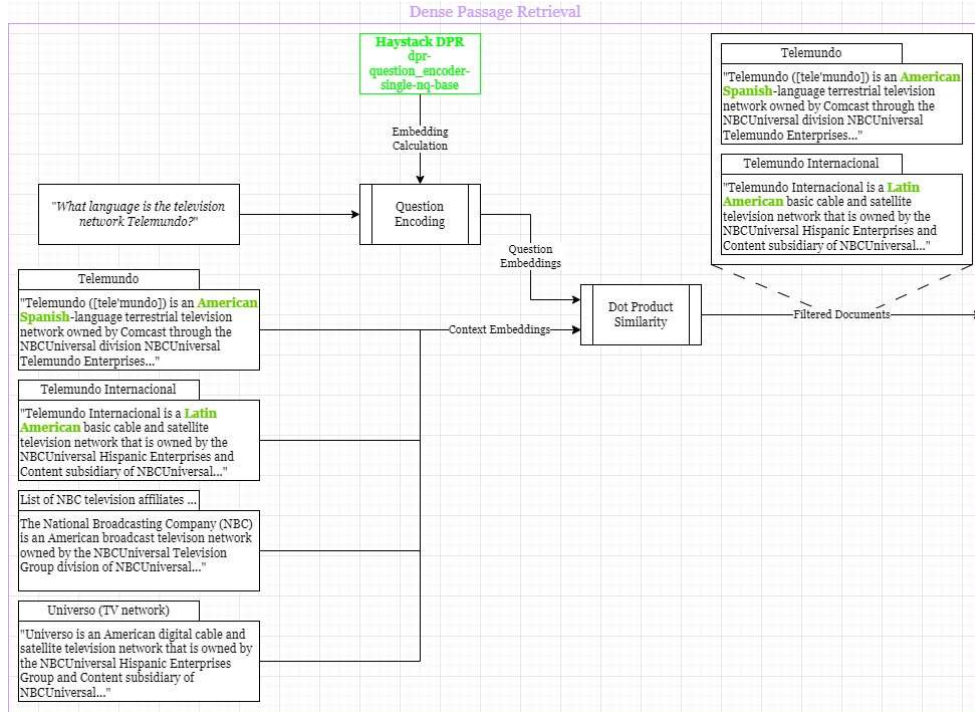 Dense Passage Retrieval
Haystack DPR
dpr-
question_encoder-
single-nq-base
Embedding
Calculation
"What language is the television
network Telemundo?"
Question
Encoding
Question
Embeddings
Telemundo
"Telemundo ([tele'mundo]) is an American
Spanish-language terrestrial television
network owned by Comcast through the
NBCUniversal division NBCUniversal
Telemundo Enterprises..."
Telemundo Internacional
"Telemundo Internacional is a Latin
American basic cable and satellite
television network that is owned by the
NBCUniversal Hispanic Enterprises and
Content subsidiary of NBCUniversal..."
List of NBC television affiliates ...
The National Broadcasting Company (NBC)
is an American broadcast televison network
owned by the NBCUniversal Television
Group division of NBCUniversal..."
Universo (TV network)
"Universo is an American digital cable and
satellite television network that is owned by
the NBCUniversal Hispanic Enterprises
Group and Content subsidiary of
NBCUniversal..."
Context Embeddings
Dot Product
Similarity
Filtered Documents
Telemundo
"Telemundo ([tele'mundo]) is an American
Spanish-language terrestrial television
network owned by Comcast through the
NBCUniversal division NBCUniversal
Telemundo Enterprises..."
Telemundo Internacional
"Telemundo Internacional is a Latin
American basic cable and satellite
television network that is owned by the
NBCUniversal Hispanic Enterprises and
Content subsidiary of NBCUniversal..."